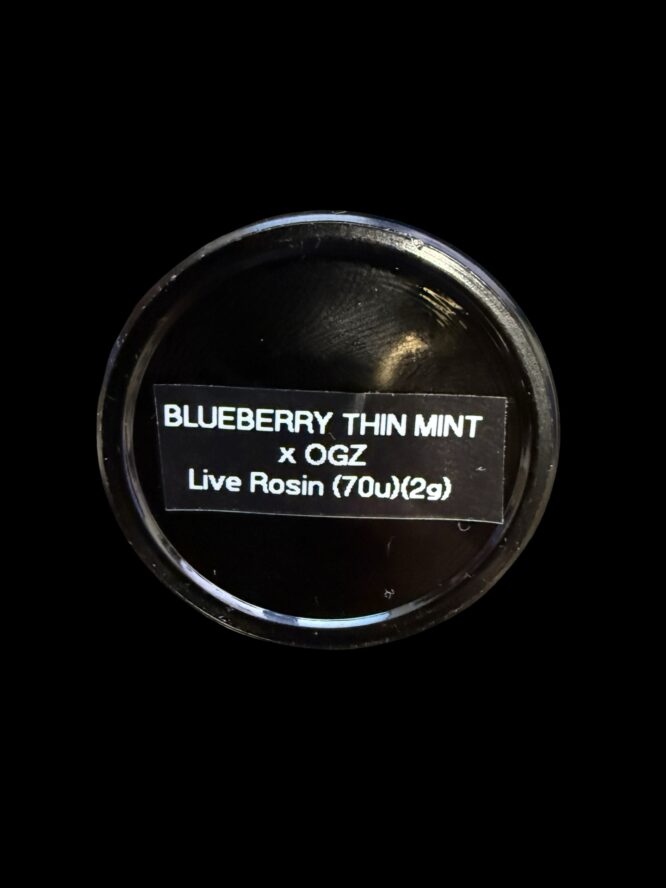 BLUEBERRY THIN MINT
x OGZ
Live Rosin (70u)(2g)